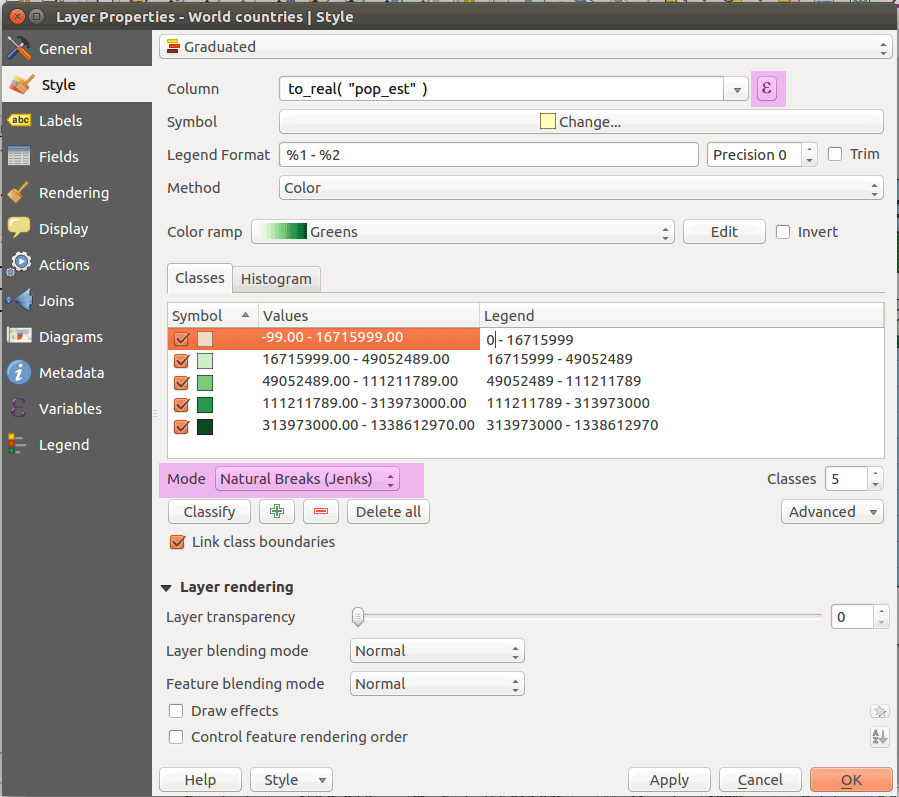 Layer Properties - World countries | Style
General
Style
Labels
Fields
Rendering
Display
Actions
Joins
Diagrams
Metadata
Variables
Legend
Graduated
Column to_real( "pop_est" ) ε
Symbol Change...
Legend Format %1 - %2 Precision 0 Trim
Method Color
Color ramp Greens Edit Invert
Classes Histogram
Symbol Values Legend
-99.00 - 16715999.00 0 - 16715999
16715999.00 - 49052489.00 16715999 - 49052489
49052489.00 - 111211789.00 49052489 - 111211789
111211789.00 - 313973000.00 111211789 - 313973000
313973000.00 - 1338612970.00 313973000 - 1338612970
Mode Natural Breaks (Jenks) Classes 5
Classify Delete all Advanced
Link class boundaries
Layer rendering
Layer transparency 0
Layer blending mode Normal
Feature blending mode Normal
Draw effects
Control feature rendering order
Help Style Apply Cancel OK